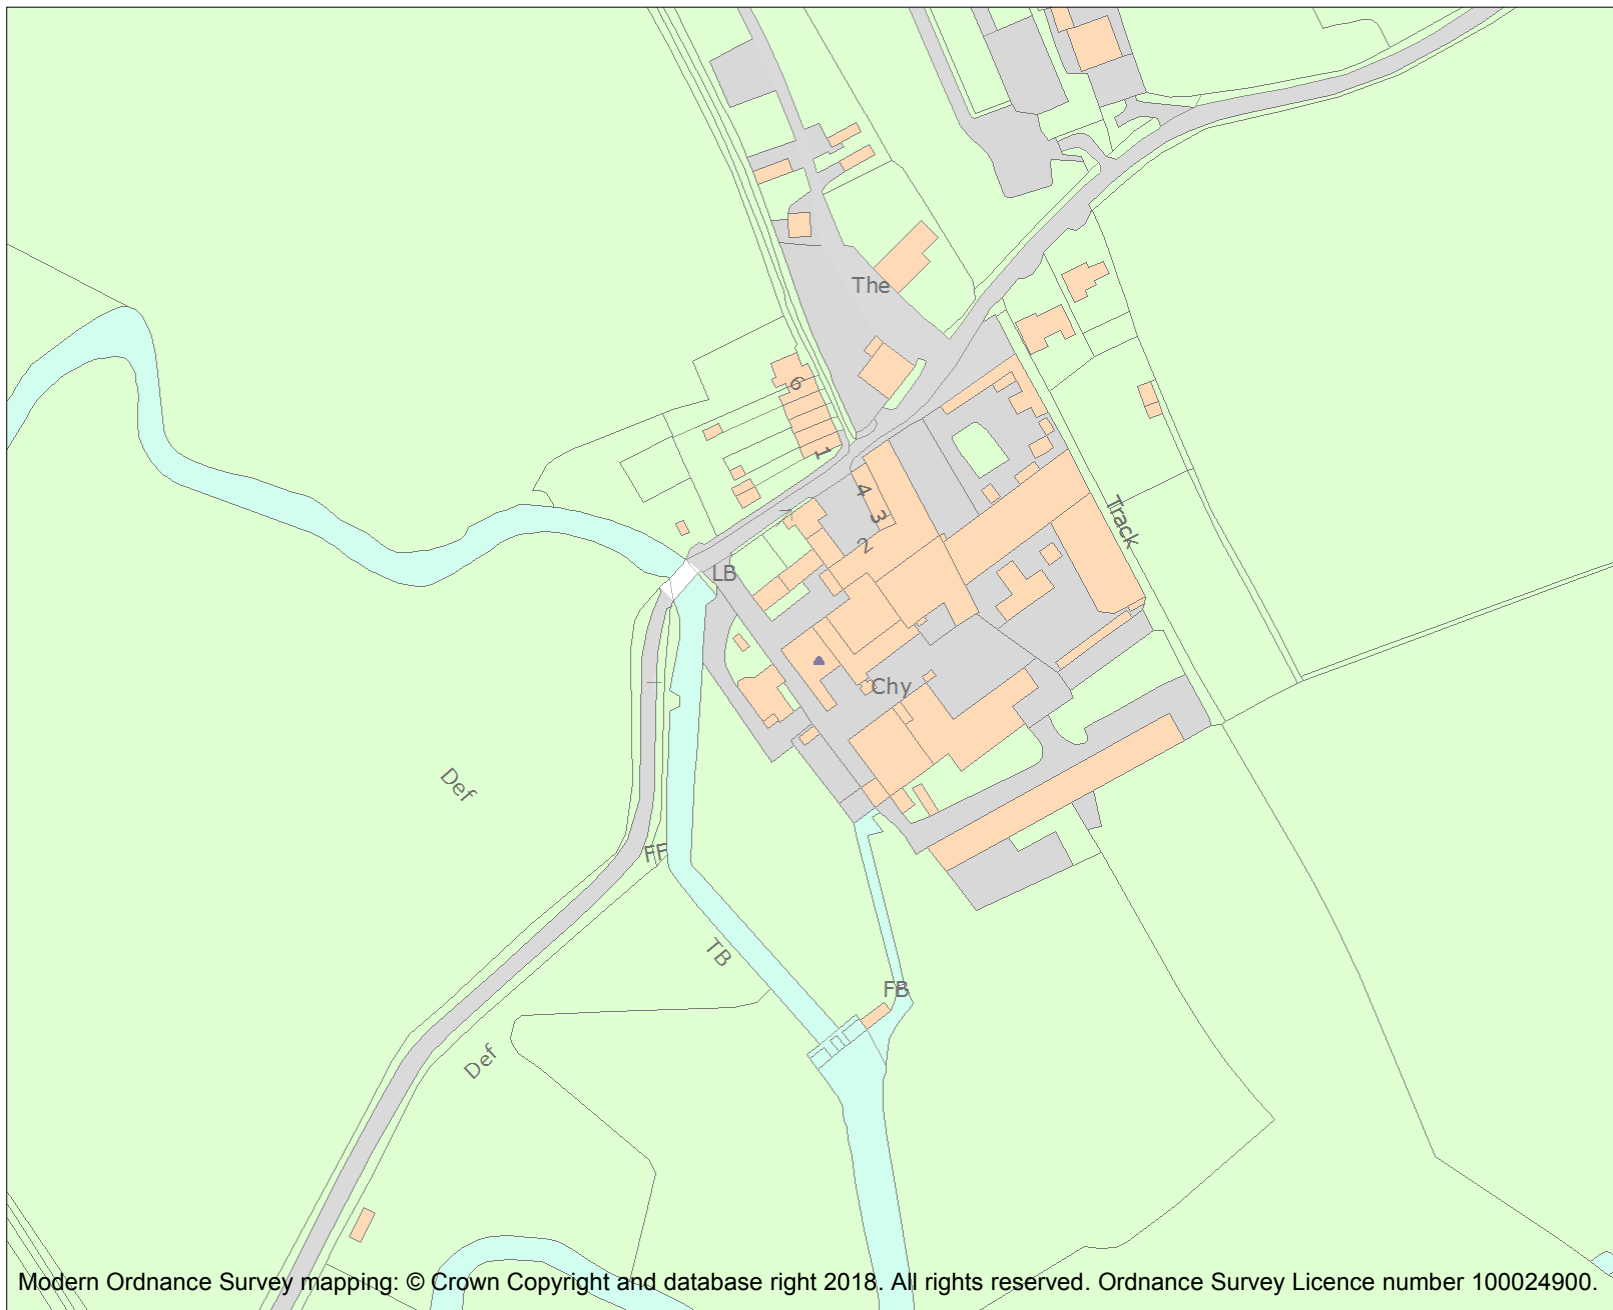 The
6
1
4
3
2
Track
LB
Chy
Def
FF
TB
FB
Def
Modern Ordnance Survey mapping: © Crown Copyright and database right 2018. All rights reserved. Ordnance Survey Licence number 100024900.